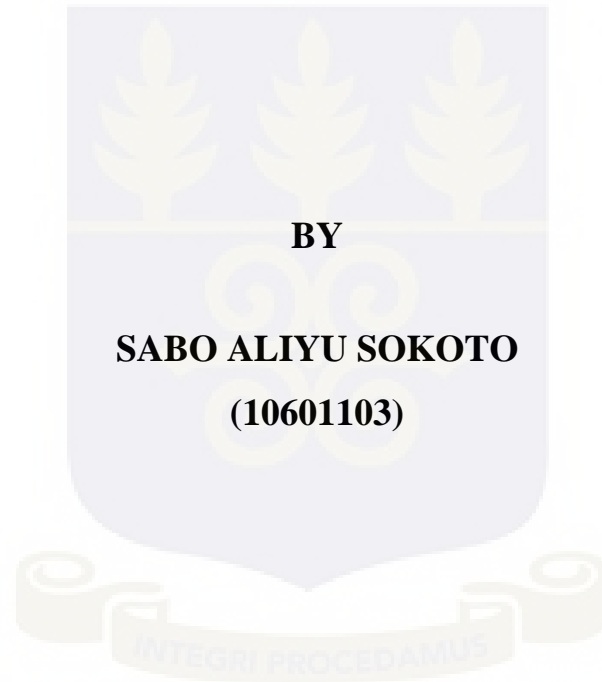 BY
SABO ALIYU SOKOTO
(10601103)
INTEGRI PROCEDAMUS